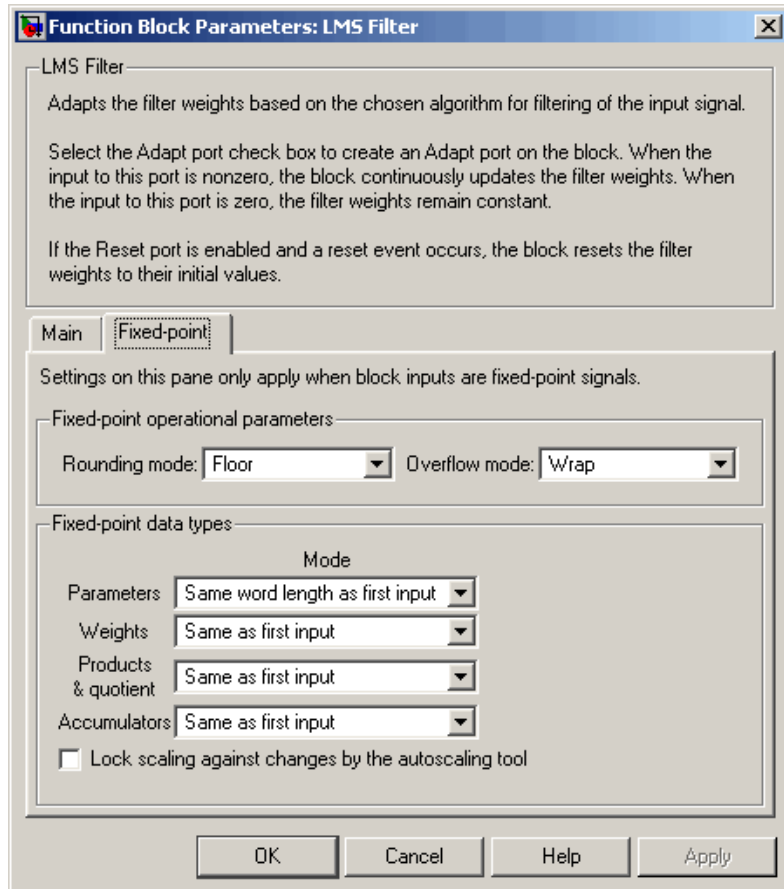 Function Block Parameters: LMS Filter
LMS Filter
Adapts the filter weights based on the chosen algorithm for filtering of the input signal.
Select the Adapt port check box to create an Adapt port on the block. When the
input to this port is nonzero, the block continuously updates the filter weights. When
the input to this port is zero, the filter weights remain constant.
If the Reset port is enabled and a reset event occurs, the block resets the filter
weights to their initial values.
Main Fixed-point
Settings on this pane only apply when block inputs are fixed-point signals.
Fixed-point operational parameters
Rounding mode: Floor Overflow mode: Wrap
Fixed-point data types
Mode
Parameters Same word length as first input
Weights Same as first input
Products
& quotient Same as first input
Accumulators Same as first input
Lock scaling against changes by the autoscaling tool
OK Cancel Help Apply